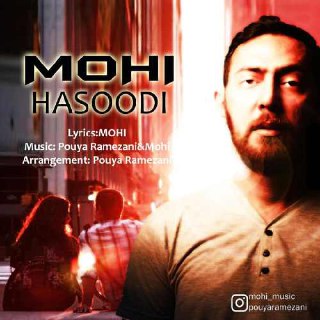 MOHI
HASOODI
Lyrics:MOHI
Music: Pouya Ramezani&Mohi
Arrangement: Pouya Ramezani
mohi_music
pouyaramezani